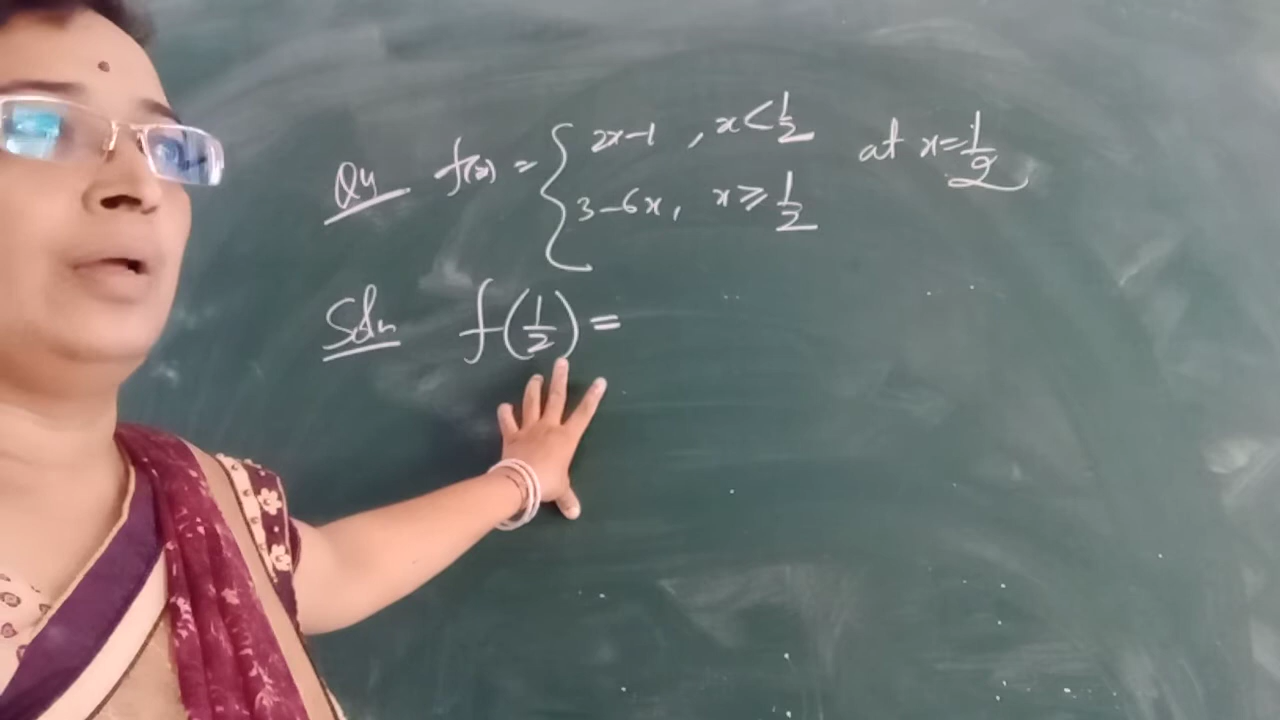 Q4 f(x) = { 2x-1 , x < 1/2 at x = 1/2
3-6x , x ≥ 1/2
Soln f(1/2) =